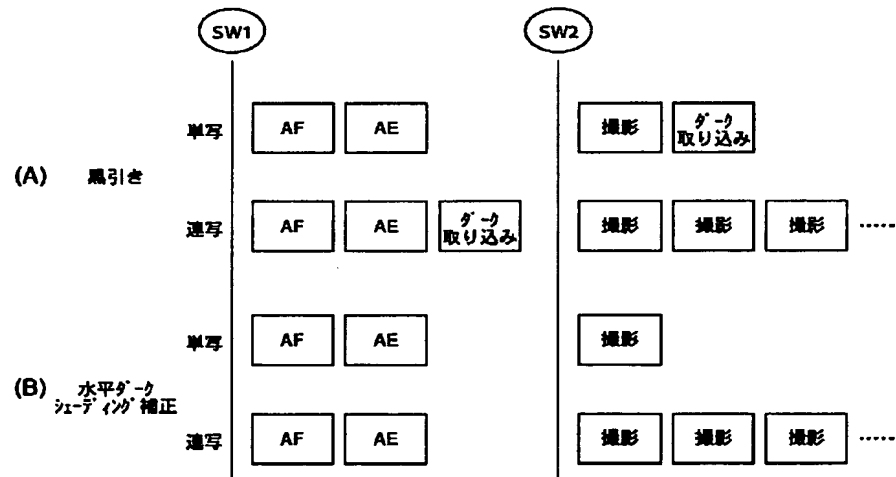 SW1
SW2
単写
AF
AE
撮影
ダーク
取り込み
(A) 黒引き
連写
AF
AE
ダーク
取り込み
撮影
撮影
撮影
……
単写
AF
AE
撮影
(B) 水平ダーク
シェーディング補正
連写
AF
AE
撮影
撮影
撮影
……